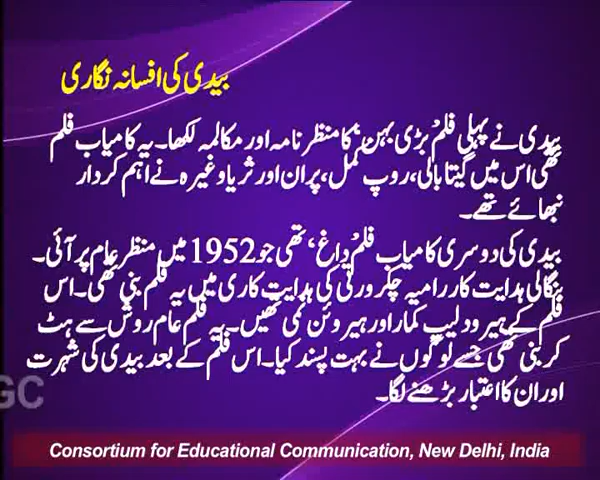 بیدی کی افسانہ نگاری
بیدی نے پہلی فلم ’بڑی بہن‘ کا منظر نامہ اور مکالمہ لکھا۔ یہ کامیاب فلم
تھی اس میں گیتا بالی، روپ کمل، پران اور ثریا وغیرہ نے اہم کردار
نبھائے تھے۔
بیدی کی دوسری کامیاب فلم ’داغ‘ تھی جو 1952 میں منظر عام پر آئی۔
بنگالی ہدایت کار رامیہ چکرورتی کی ہدایت کاری میں یہ فلم بنی تھی۔ اس
فلم کے ہیرو دلیپ کمار اور ہیروئن نمی تھیں۔ یہ فلم عام روش سے ہٹ
کر بنی تھی جسے لوگوں نے بہت پسند کیا۔ اس فلم کے بعد بیدی کی شہرت
اور ان کا اعتبار بڑھنے لگا۔
GC
Consortium for Educational Communication, New Delhi, India